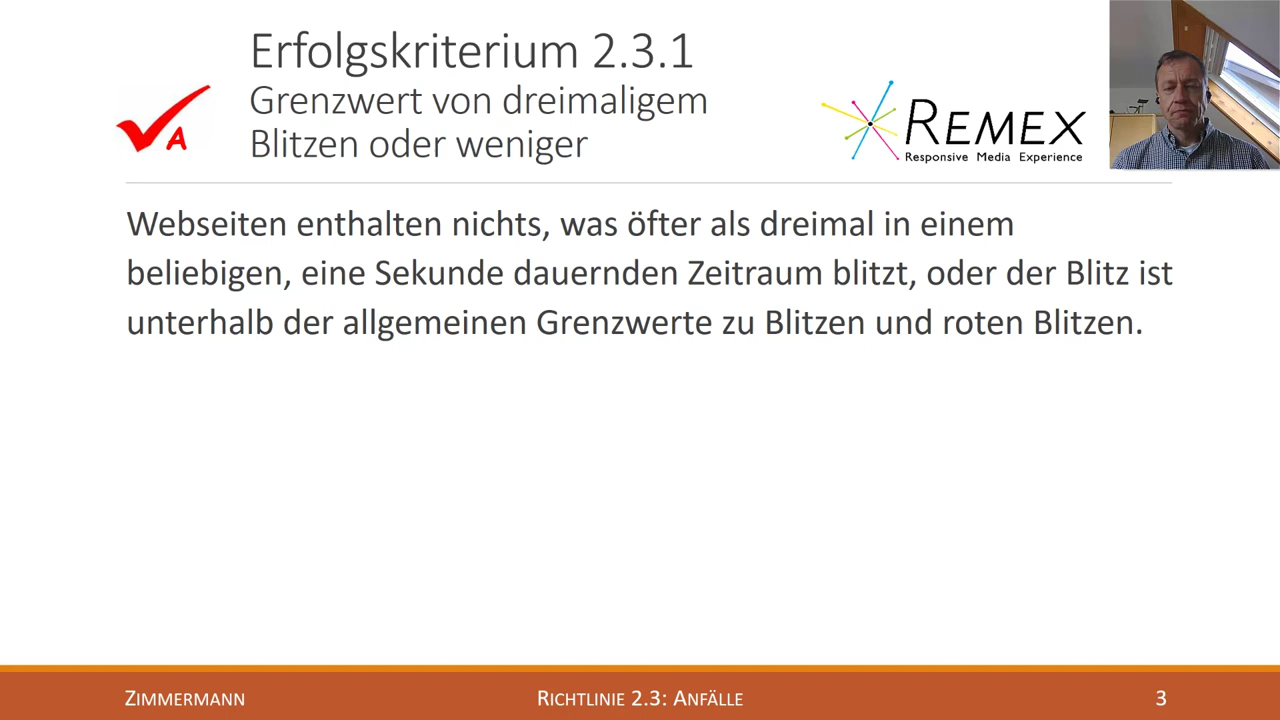 Erfolgskriterium 2.3.1
Grenzwert von dreimaligem
Blitzen oder weniger
A
REMEX
Responsive Media Experience
Webseiten enthalten nichts, was öfter als dreimal in einem
beliebigen, eine Sekunde dauernden Zeitraum blitzt, oder der Blitz ist
unterhalb der allgemeinen Grenzwerte zu Blitzen und roten Blitzen.
ZIMMERMANN
RICHTLINIE 2.3: ANFÄLLE
3